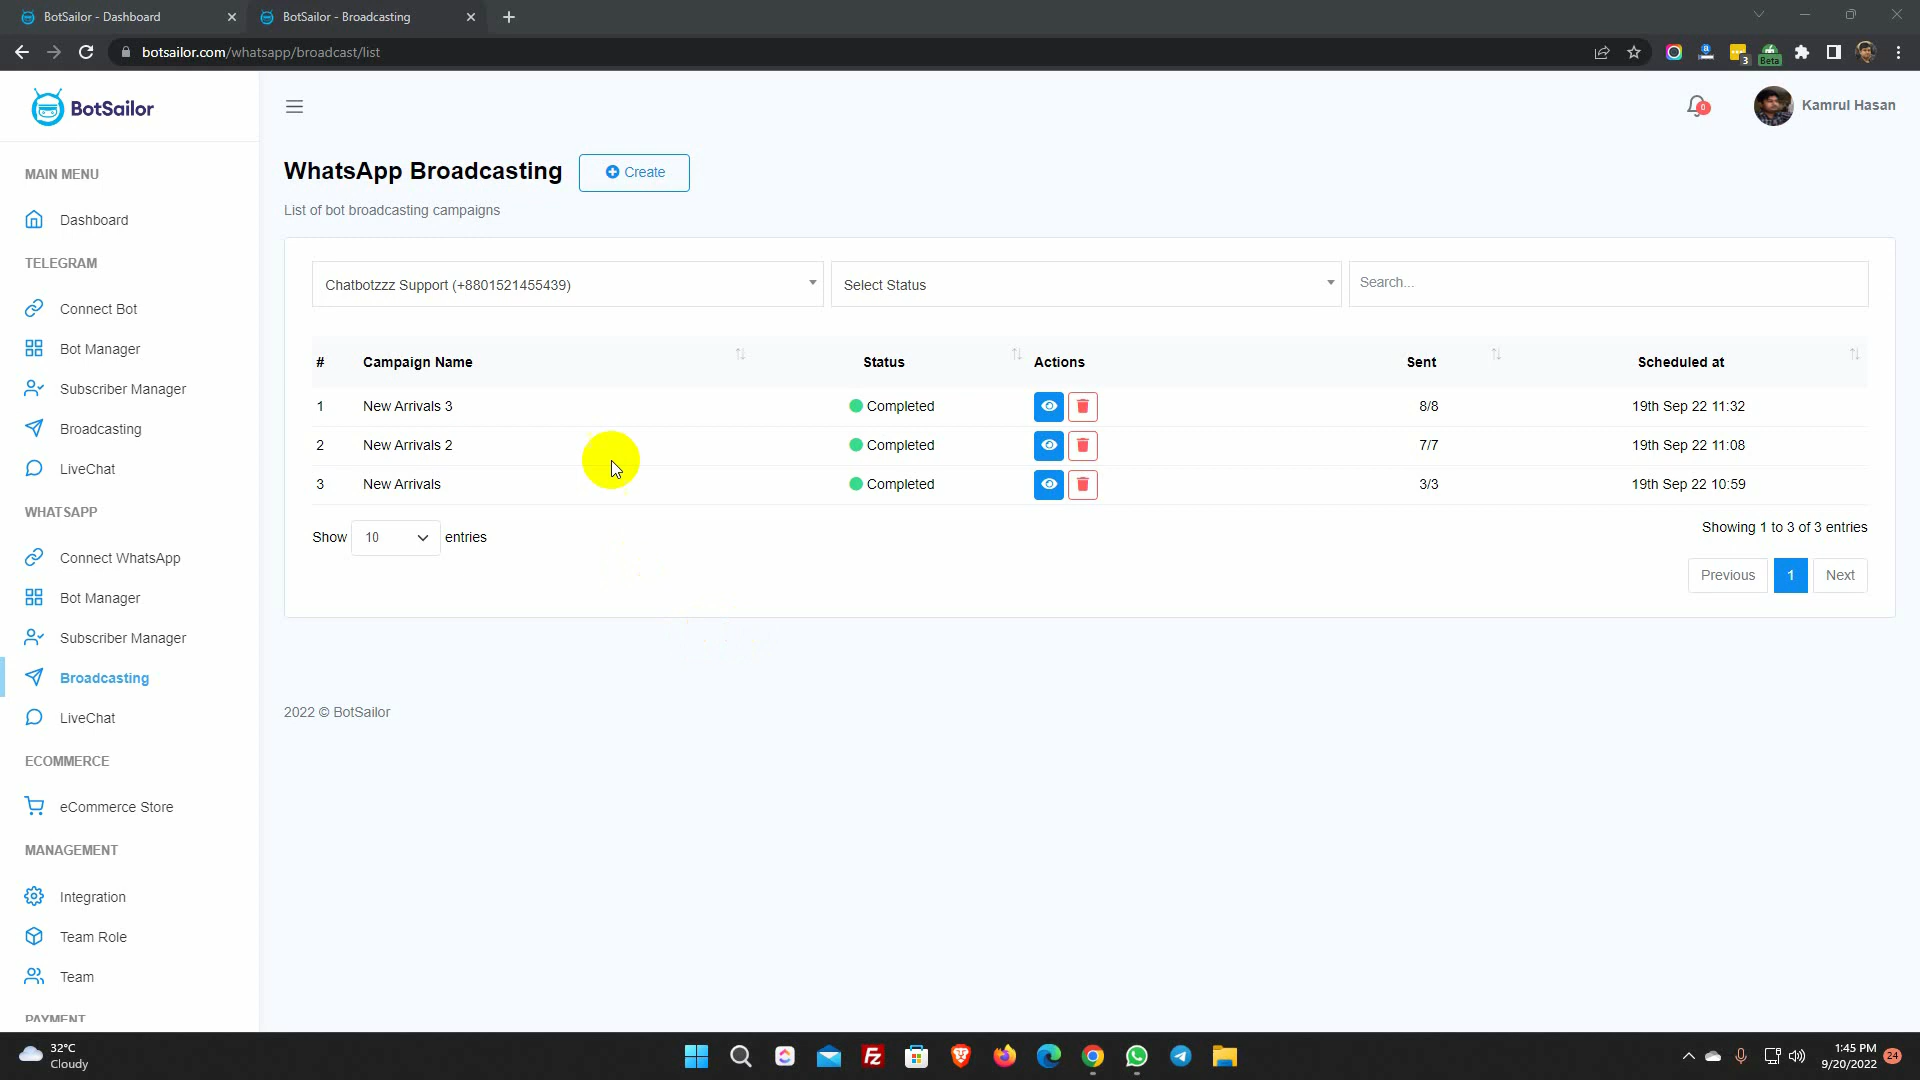 BotSailor - Dashboard
BotSailor - Broadcasting
botsailor.com/whatsapp/broadcast/list
3
Beta
BotSailor
0
Kamrul Hasan
MAIN MENU
Dashboard
TELEGRAM
Connect Bot
Bot Manager
Subscriber Manager
Broadcasting
LiveChat
WHATSAPP
Connect WhatsApp
Bot Manager
Subscriber Manager
Broadcasting
LiveChat
ECOMMERCE
eCommerce Store
MANAGEMENT
Integration
Team Role
Team
PAYMENT
WhatsApp Broadcasting
Create
List of bot broadcasting campaigns
Chatbotzzz Support (+8801521455439)
Select Status
Search...
# Campaign Name Status Actions Sent Scheduled at
1 New Arrivals 3 Completed 8/8 19th Sep 22 11:32
2 New Arrivals 2 Completed 7/7 19th Sep 22 11:08
3 New Arrivals Completed 3/3 19th Sep 22 10:59
Show 10 entries
Showing 1 to 3 of 3 entries
Previous 1 Next
2022 © BotSailor
32°C
Cloudy
FZ
1:45 PM
9/20/2022
24